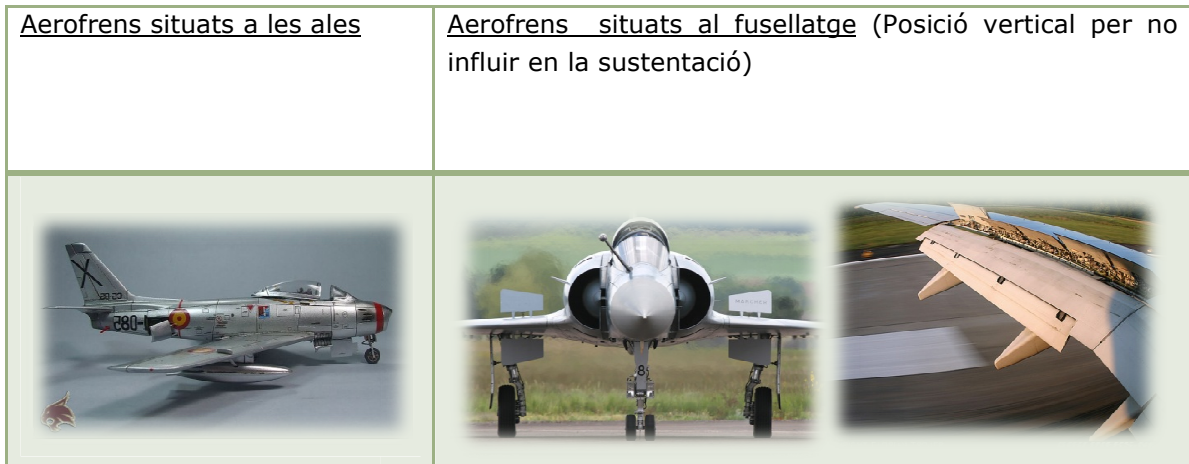 Aerofrens situats a les ales
Aerofrens situats al fusellatge (Posició vertical per no
influir en la sustentació)